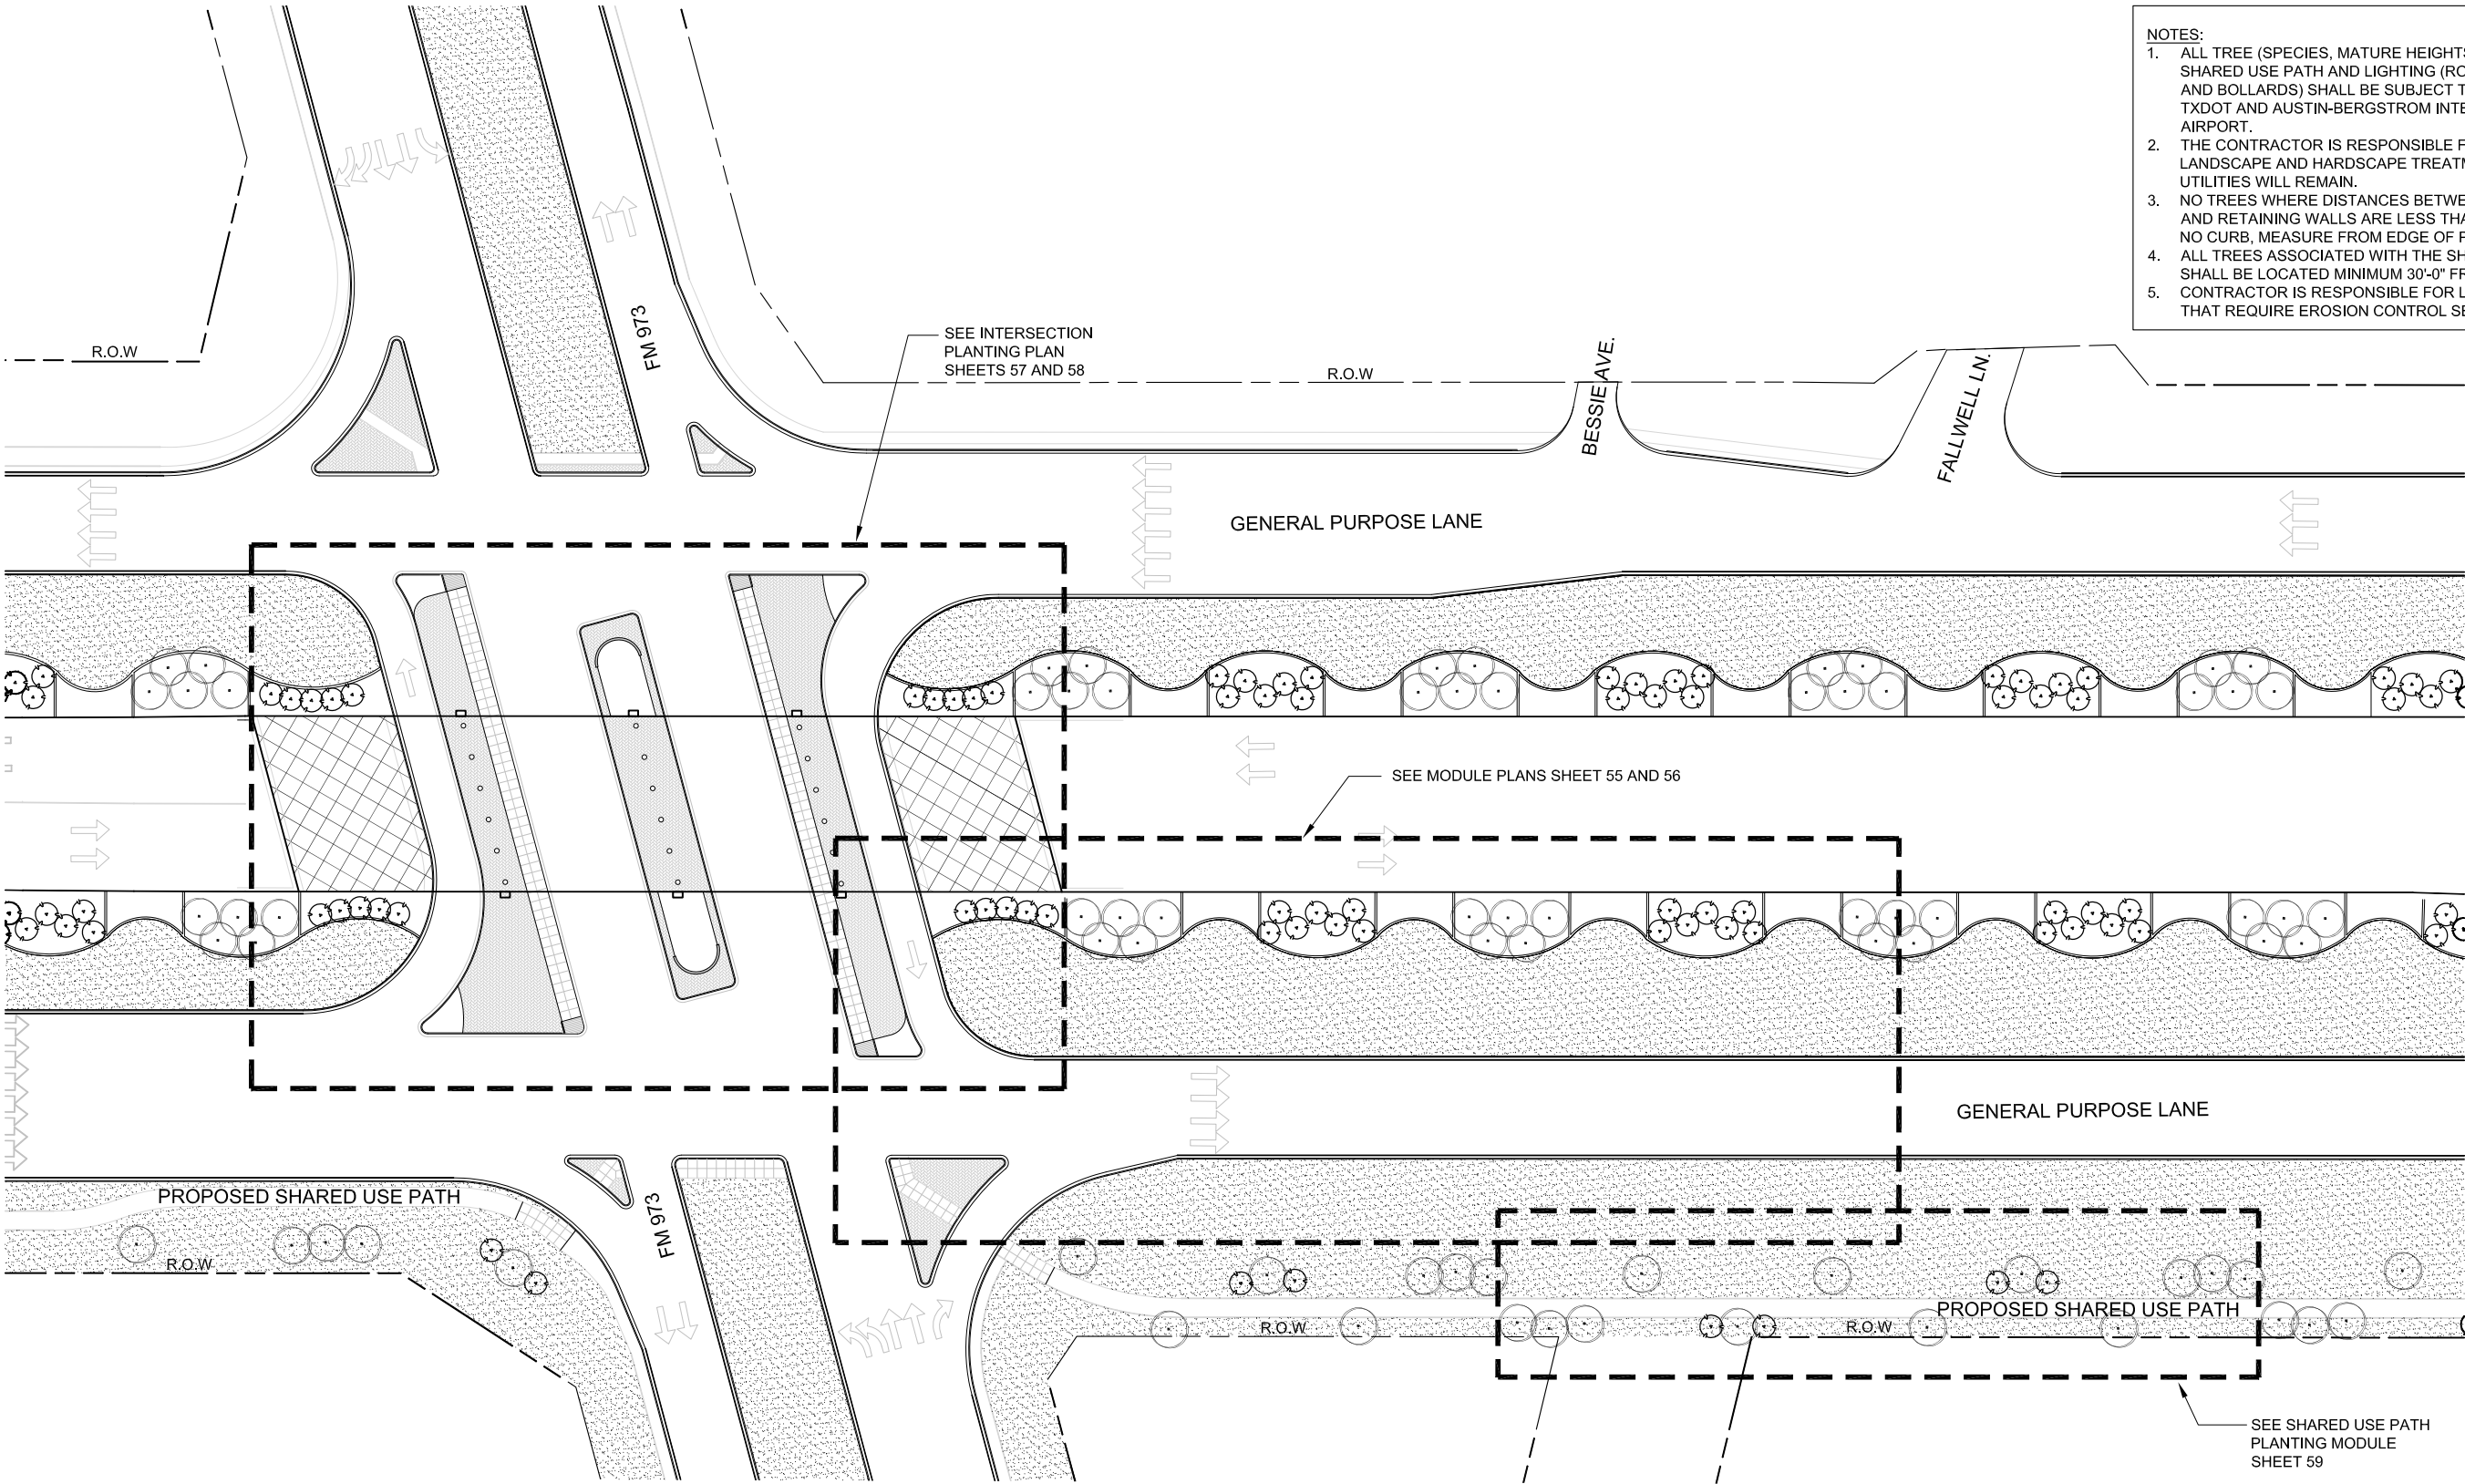 NOTES:
1. ALL TREE (SPECIES, MATURE HEIGHTS
SHARED USE PATH AND LIGHTING (RO
AND BOLLARDS) SHALL BE SUBJECT T
TXDOT AND AUSTIN-BERGSTROM INTE
AIRPORT.
2. THE CONTRACTOR IS RESPONSIBLE F
LANDSCAPE AND HARDSCAPE TREATM
UTILITIES WILL REMAIN.
3. NO TREES WHERE DISTANCES BETWE
AND RETAINING WALLS ARE LESS THA
NO CURB, MEASURE FROM EDGE OF P
4. ALL TREES ASSOCIATED WITH THE SH
SHALL BE LOCATED MINIMUM 30'-0" FR
5. CONTRACTOR IS RESPONSIBLE FOR L
THAT REQUIRE EROSION CONTROL SE
R.O.W
FM 973
SEE INTERSECTION
PLANTING PLAN
SHEETS 57 AND 58
R.O.W
BESSIE AVE.
FALLWELL LN.
GENERAL PURPOSE LANE
SEE MODULE PLANS SHEET 55 AND 56
GENERAL PURPOSE LANE
PROPOSED SHARED USE PATH
R.O.W
FM 973
PROPOSED SHARED USE PATH
R.O.W
R.O.W
SEE SHARED USE PATH
PLANTING MODULE
SHEET 59